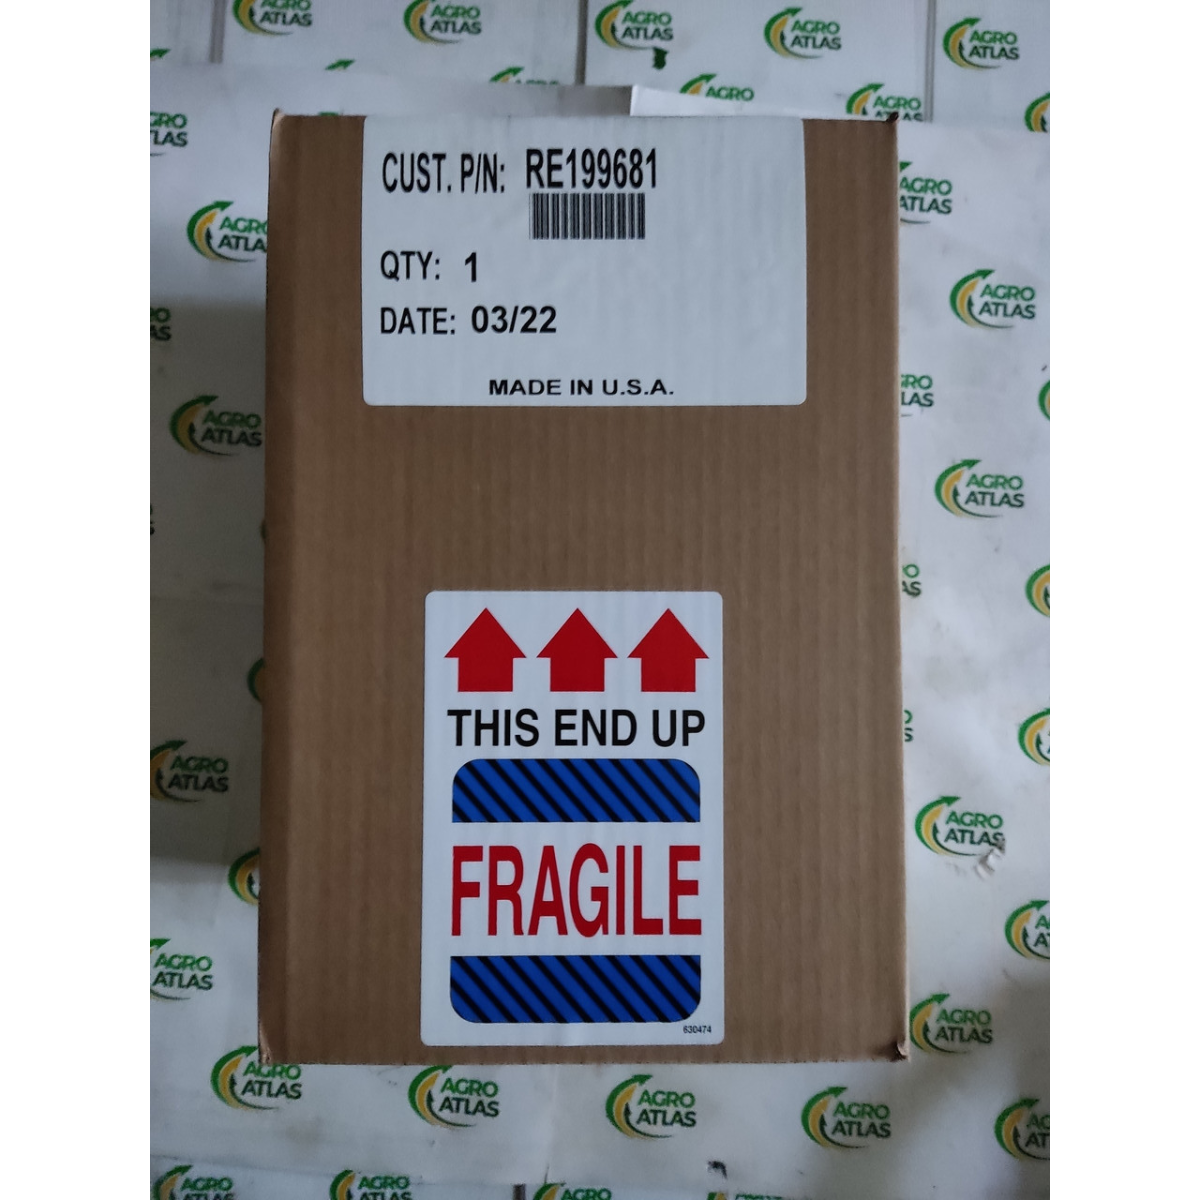 CUST. P/N: RE199681
QTY: 1
DATE: 03/22
MADE IN U.S.A.
THIS END UP
FRAGILE
630474
AGRO
ATLAS